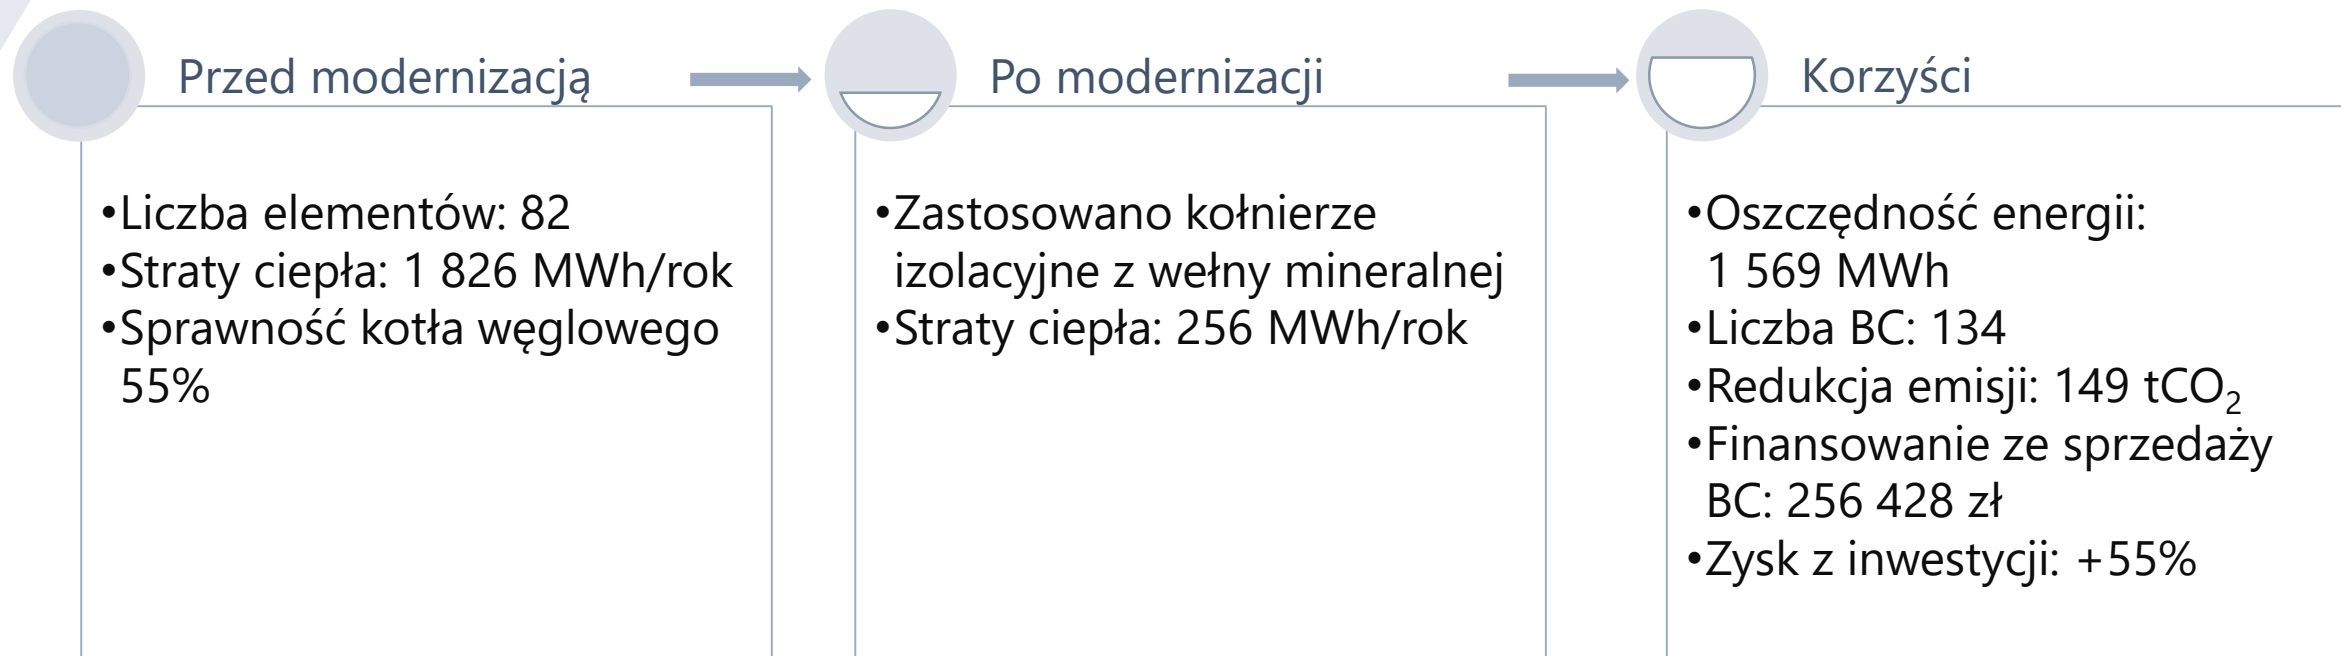 Przed modernizacją
•Liczba elementów: 82
•Straty ciepła: 1 826 MWh/rok
•Sprawność kotła węglowego
55%
Po modernizacji
•Zastosowano kołnierze
izolacyjne z wełny mineralnej
•Straty ciepła: 256 MWh/rok
Korzyści
•Oszczędność energii:
1 569 MWh
•Liczba BC: 134
•Redukcja emisji: 149 tCO₂
•Finansowanie ze sprzedaży
BC: 256 428 zł
•Zysk z inwestycji: +55%